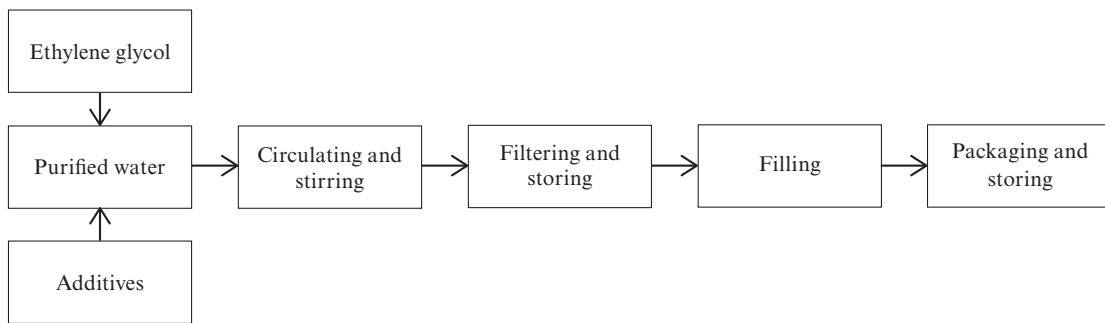 Ethylene glycol
Purified water
Additives
Circulating and
stirring
Filtering and
storing
Filling
Packaging and
storing